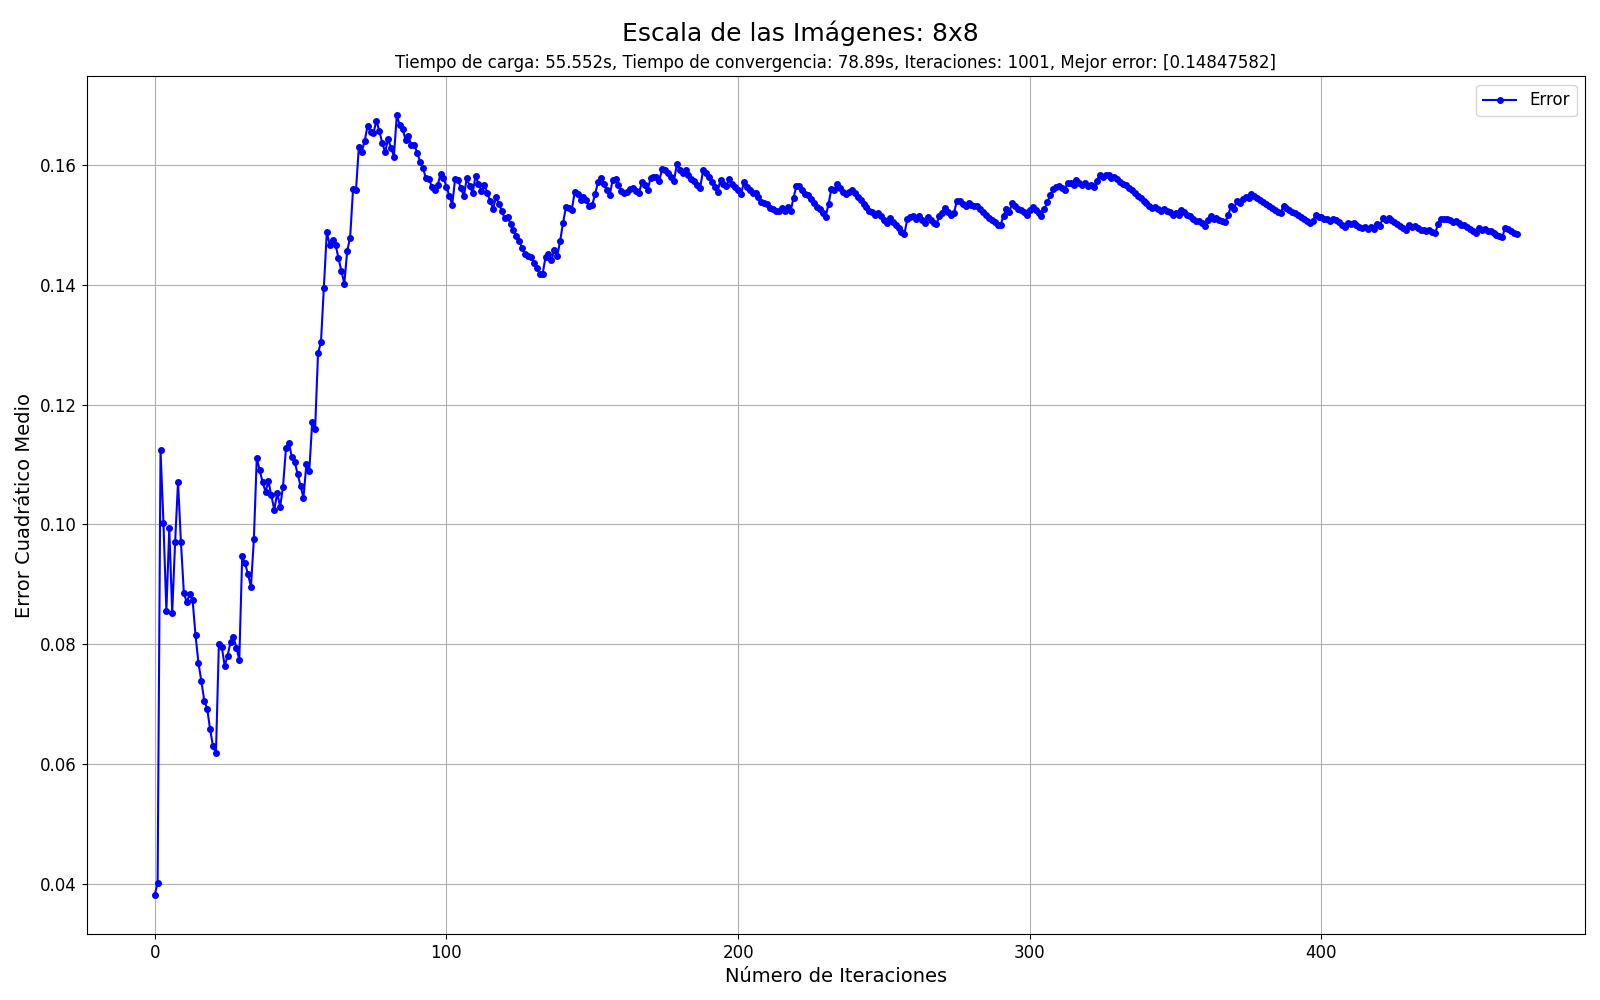 Escala de las Imágenes: 8x8
Tiempo de carga: 55.552s, Tiempo de convergencia: 78.89s, Iteraciones: 1001, Mejor error: [0.14847582]
Error
Error Cuadrático Medio
0.16
0.14
0.12
0.10
0.08
0.06
0.04
0 100 200 300 400
Número de Iteraciones